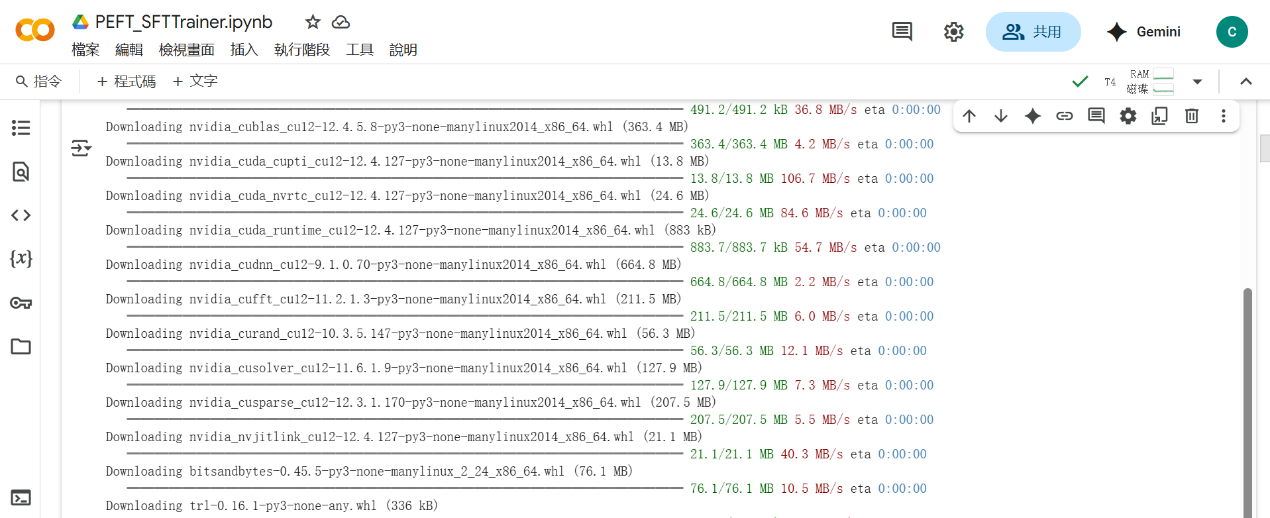 PEFT_SFTTrainer.ipynb
檔案 編輯 檢視畫面 插入 執行階段 工具 說明
共用
Gemini
C
指令 + 程式碼 + 文字
T4
RAM
磁碟
491.2/491.2 kB 36.8 MB/s eta 0:00:00
Downloading nvidia_cublas_cu12-12.4.5.8-py3-none-manylinux2014_x86_64.whl (363.4 MB)
363.4/363.4 MB 4.2 MB/s eta 0:00:00
Downloading nvidia_cuda_cupti_cu12-12.4.127-py3-none-manylinux2014_x86_64.whl (13.8 MB)
13.8/13.8 MB 106.7 MB/s eta 0:00:00
Downloading nvidia_cuda_nvrtc_cu12-12.4.127-py3-none-manylinux2014_x86_64.whl (24.6 MB)
24.6/24.6 MB 84.6 MB/s eta 0:00:00
Downloading nvidia_cuda_runtime_cu12-12.4.127-py3-none-manylinux2014_x86_64.whl (883 kB)
883.7/883.7 kB 54.7 MB/s eta 0:00:00
Downloading nvidia_cudnn_cu12-9.1.0.70-py3-none-manylinux2014_x86_64.whl (664.8 MB)
664.8/664.8 MB 2.2 MB/s eta 0:00:00
Downloading nvidia_cufft_cu12-11.2.1.3-py3-none-manylinux2014_x86_64.whl (211.5 MB)
211.5/211.5 MB 6.0 MB/s eta 0:00:00
Downloading nvidia_curand_cu12-10.3.5.147-py3-none-manylinux2014_x86_64.whl (56.3 MB)
56.3/56.3 MB 12.1 MB/s eta 0:00:00
Downloading nvidia_cusolver_cu12-11.6.1.9-py3-none-manylinux2014_x86_64.whl (127.9 MB)
127.9/127.9 MB 7.3 MB/s eta 0:00:00
Downloading nvidia_cusparse_cu12-12.3.1.170-py3-none-manylinux2014_x86_64.whl (207.5 MB)
207.5/207.5 MB 5.5 MB/s eta 0:00:00
Downloading nvidia_nvjitlink_cu12-12.4.127-py3-none-manylinux2014_x86_64.whl (21.1 MB)
21.1/21.1 MB 40.3 MB/s eta 0:00:00
Downloading bitsandbytes-0.45.5-py3-none-manylinux_2_24_x86_64.whl (76.1 MB)
76.1/76.1 MB 10.5 MB/s eta 0:00:00
Downloading trl-0.16.1-py3-none-any.whl (336 kB)